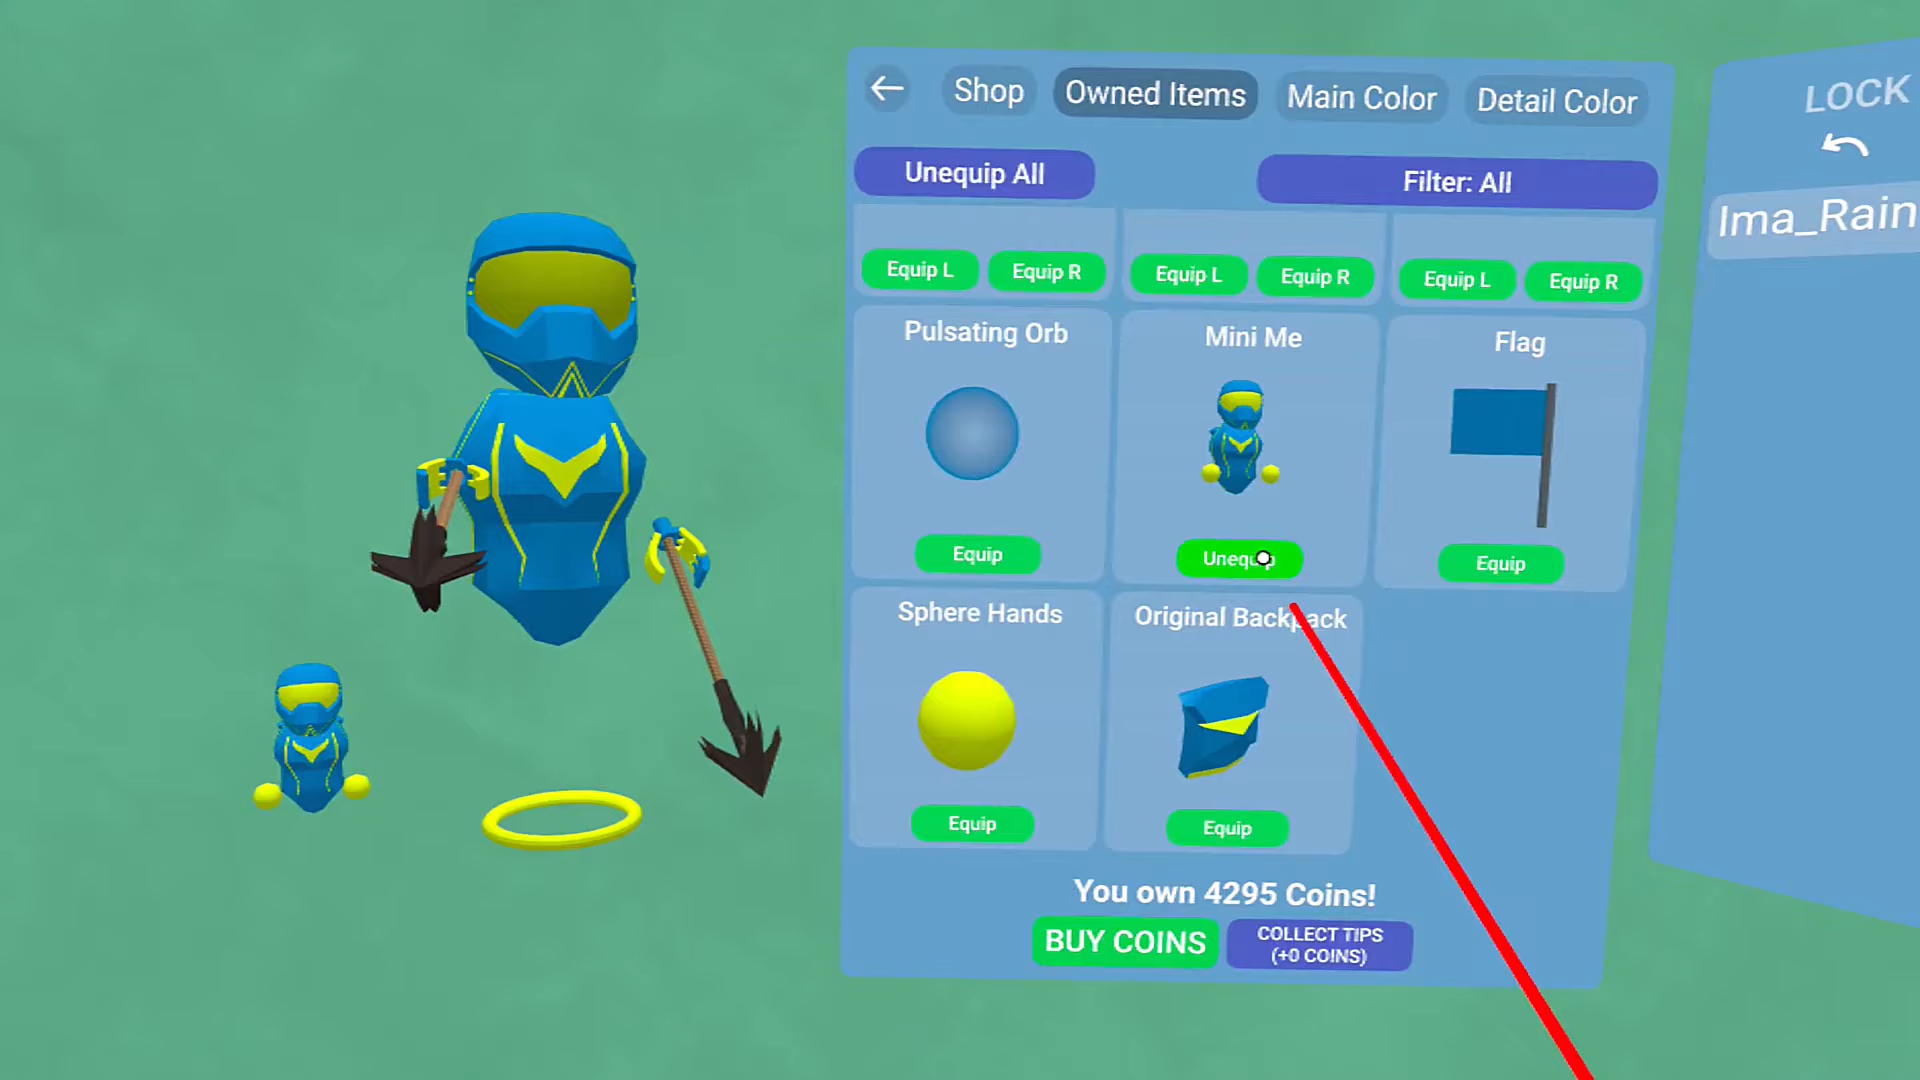 Shop
Owned Items
Main Color
Detail Color
LOCK
Unequip All
Filter: All
Ima_Rain
Equip L
Equip R
Equip L
Equip R
Equip L
Equip R
Pulsating Orb
Mini Me
Flag
Equip
Unequip
Equip
Sphere Hands
Original Backpack
Equip
Equip
You own 4295 Coins!
BUY COINS
COLLECT TIPS
(+0 COINS)